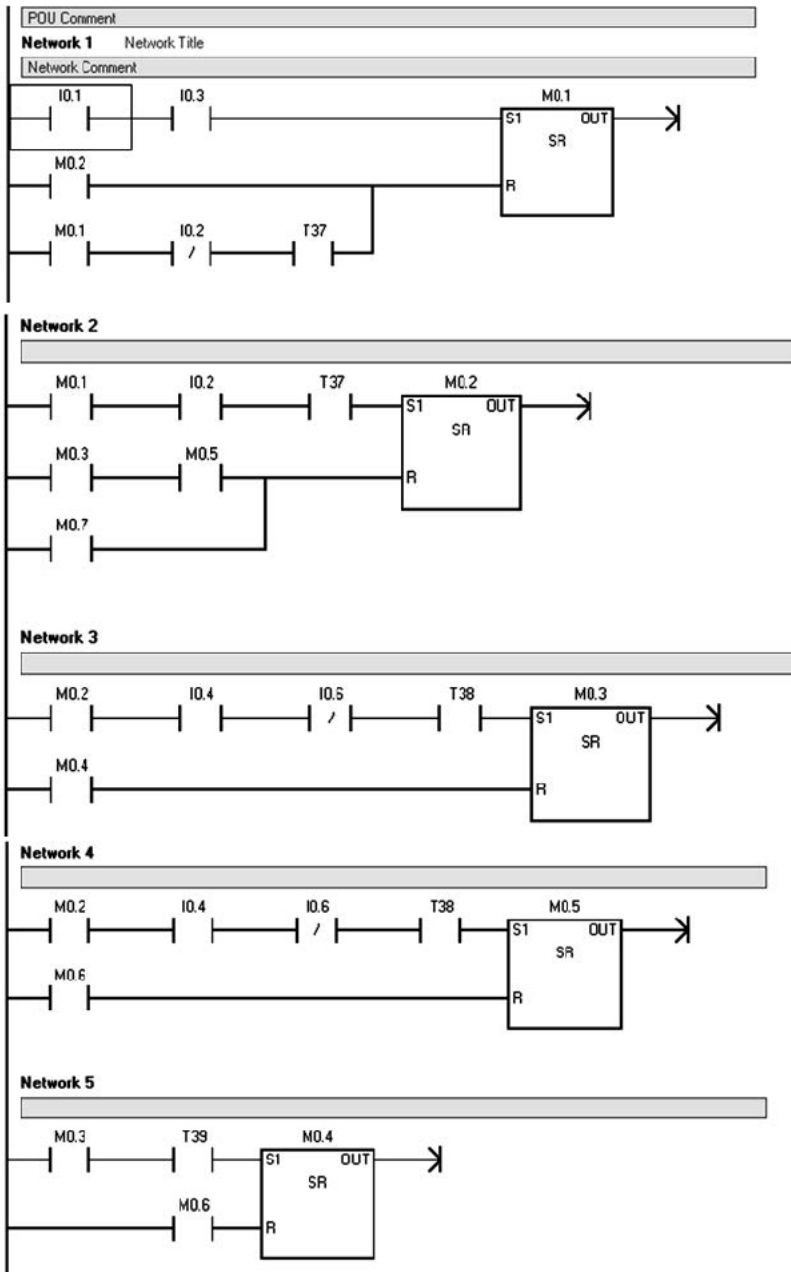 POU Comment
Network 1 Network Title
Network Comment
I0.1 I0.3 M0.1
S1 OUT
SR
M0.2
R
M0.1 I0.2 T37
/
Network 2
M0.1 I0.2 T37 M0.2
S1 OUT
SR
M0.3 M0.5
R
M0.7
Network 3
M0.2 I0.4 I0.6 T38 M0.3
/ S1 OUT
SR
M0.4
R
Network 4
M0.2 I0.4 I0.6 T38 M0.5
/ S1 OUT
SR
M0.6
R
Network 5
M0.3 T39 M0.4
S1 OUT
SR
M0.6
R